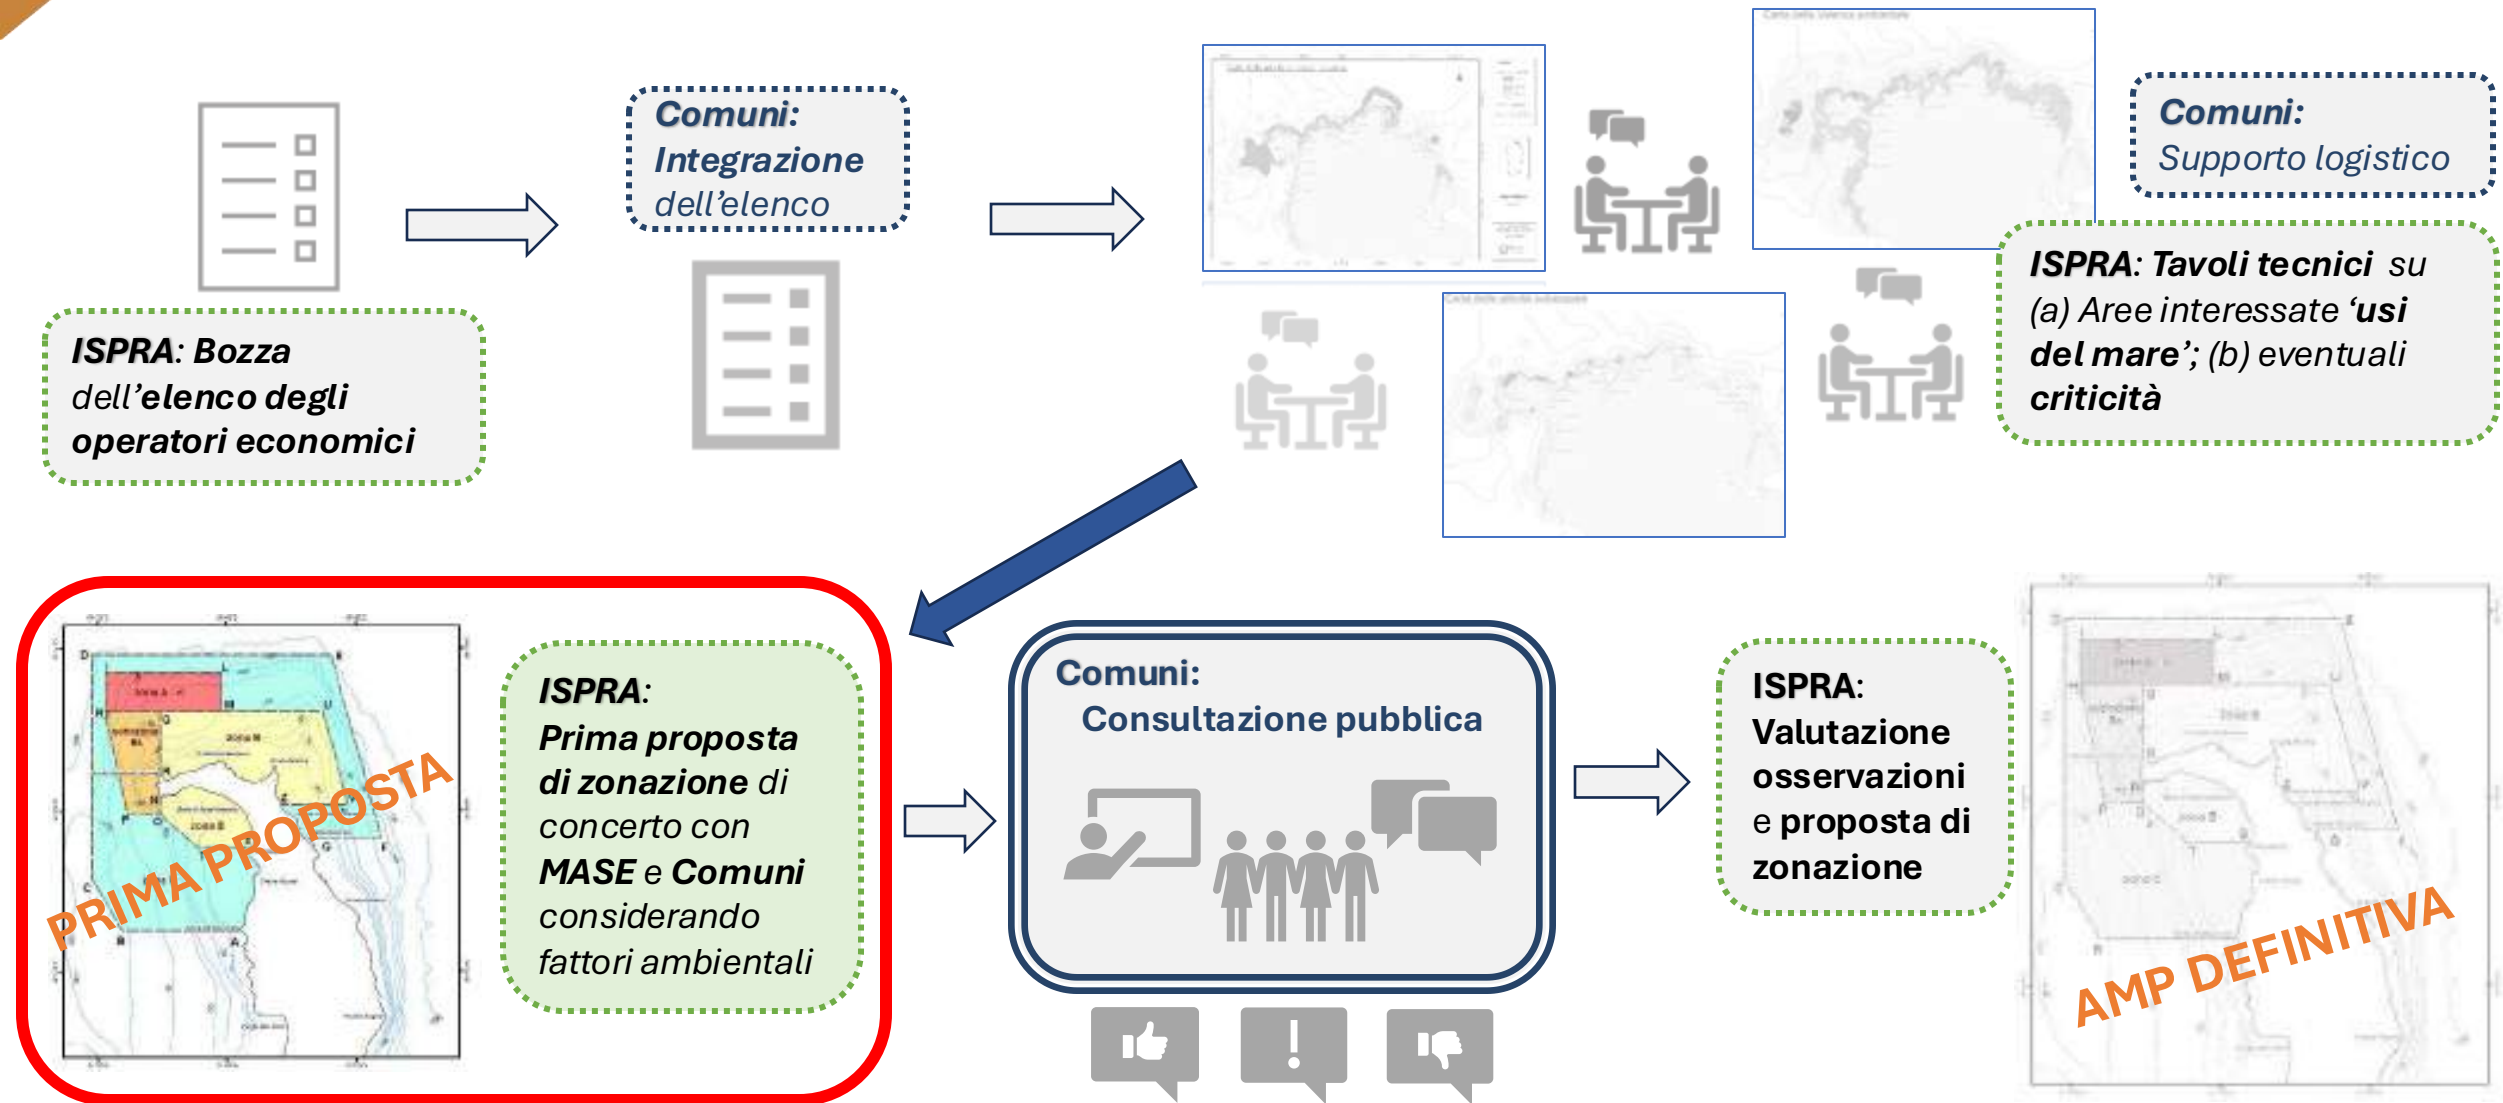 Comuni:
Integrazione
dell’elenco
ISPRA: Bozza
dell’elenco degli
operatori economici
Comuni:
Supporto logistico
ISPRA: Tavoli tecnici su
(a) Aree interessate ‘usi
del mare’; (b) eventuali
criticità
PRIMA PROPOSTA
ISPRA:
Prima proposta
di zonazione di
concerto con
MASE e Comuni
considerando
fattori ambientali
Comuni:
Consultazione pubblica
ISPRA:
Valutazione
osservazioni
e proposta di
zonazione
AMP DEFINITIVA